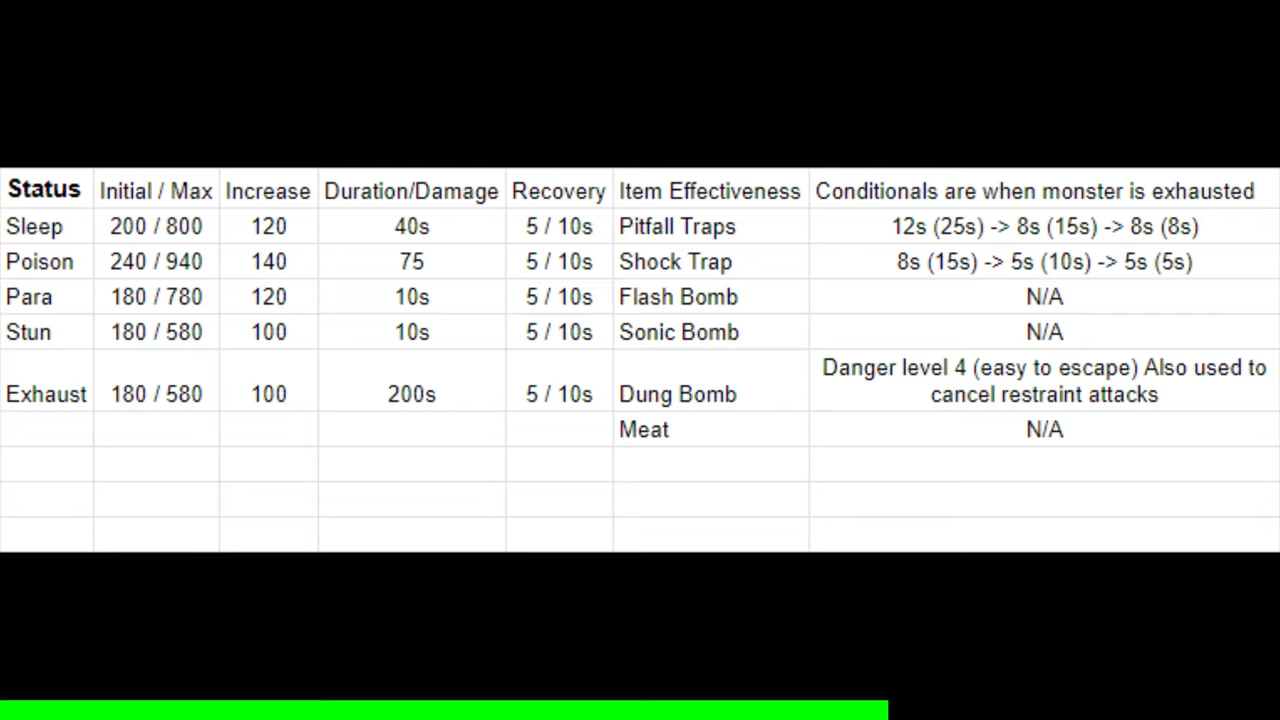 Status Initial / Max Increase Duration/Damage Recovery Item Effectiveness Conditionals are when monster is exhausted
Sleep 200 / 800 120 40s 5 / 10s Pitfall Traps 12s (25s) -> 8s (15s) -> 8s (8s)
Poison 240 / 940 140 75 5 / 10s Shock Trap 8s (15s) -> 5s (10s) -> 5s (5s)
Para 180 / 780 120 10s 5 / 10s Flash Bomb N/A
Stun 180 / 580 100 10s 5 / 10s Sonic Bomb N/A
Danger level 4 (easy to escape) Also used to
Exhaust 180 / 580 100 200s 5 / 10s Dung Bomb cancel restraint attacks
Meat N/A